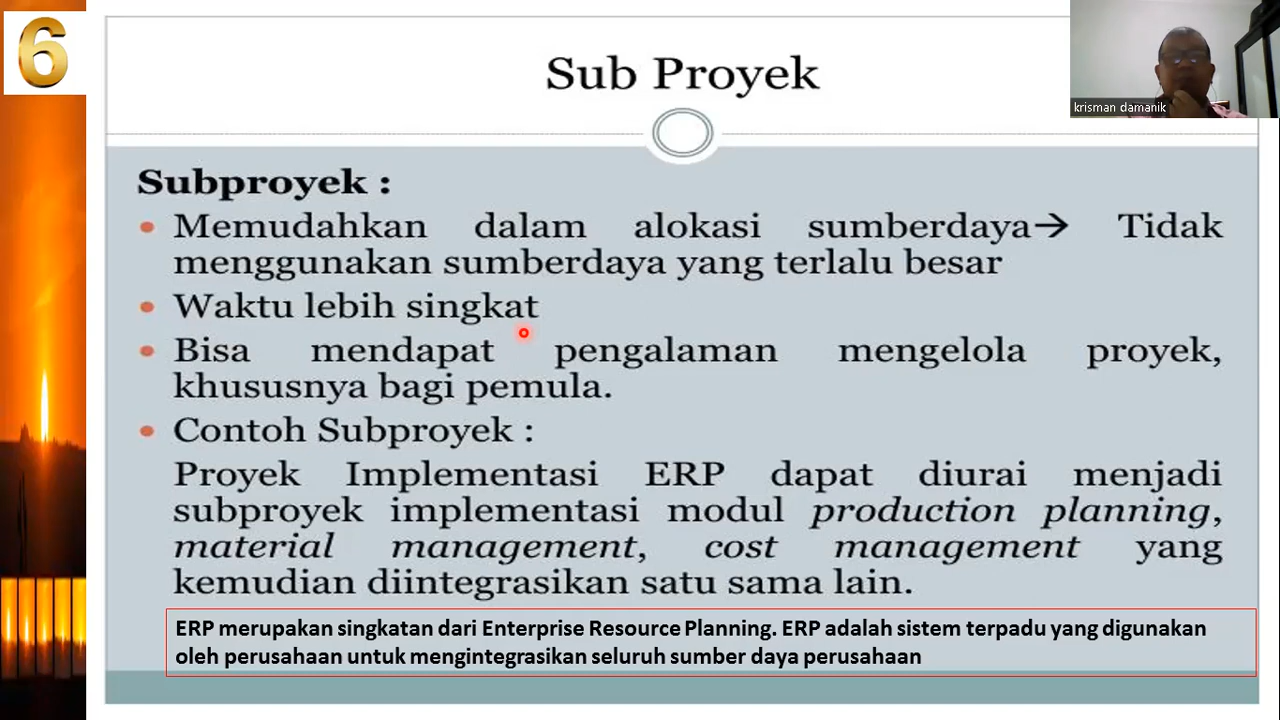 6
Sub Proyek
krisman damanik
Subproyek :
• Memudahkan dalam alokasi sumberdaya→ Tidak
menggunakan sumberdaya yang terlalu besar
• Waktu lebih singkat
• Bisa mendapat pengalaman mengelola proyek,
khususnya bagi pemula.
• Contoh Subproyek :
Proyek Implementasi ERP dapat diurai menjadi
subproyek implementasi modul production planning,
material management, cost management yang
kemudian diintegrasikan satu sama lain.
ERP merupakan singkatan dari Enterprise Resource Planning. ERP adalah sistem terpadu yang digunakan
oleh perusahaan untuk mengintegrasikan seluruh sumber daya perusahaan